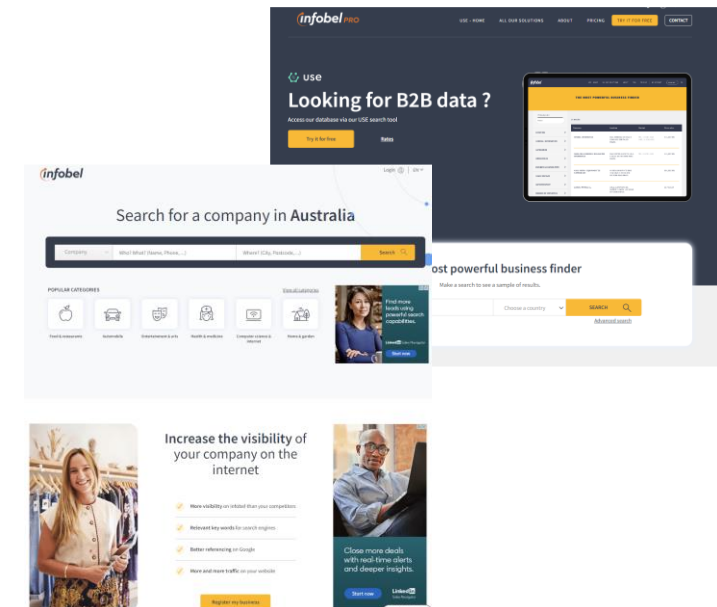 infobel PRO
USE - HOME
ALL OUR SOLUTIONS
ABOUT
PRICING
TRY IT FOR FREE
CONTACT
use
Looking for B2B data ?
Access our database via our USE search tool
Try it for free
Rates
THE MOST POWERFUL BUSINESS FINDER
infobel
Login
EN
Search for a company in Australia
Company
Who? What? (Name, Phone, ...)
Where? (City, Postcode, ...)
Search
ost powerful business finder
Make a search to see a sample of results.
Choose a country
SEARCH
Advanced search
POPULAR CATEGORIES
View all categories
Food & restaurants
Automobile
Entertainment & arts
Health & medicine
Computer science &
internet
Home & garden
Find more
leads using
powerful search
capabilities.
LinkedIn Sales Navigator
Start now
Increase the visibility of
your company on the
internet
More visibility on infobel than your competitors
Relevant key words for search engines
Better referencing on Google
More and more traffic on your website
Register my business
Close more deals
with real-time alerts
and deeper insights.
Start now
LinkedIn
Sales Navigator